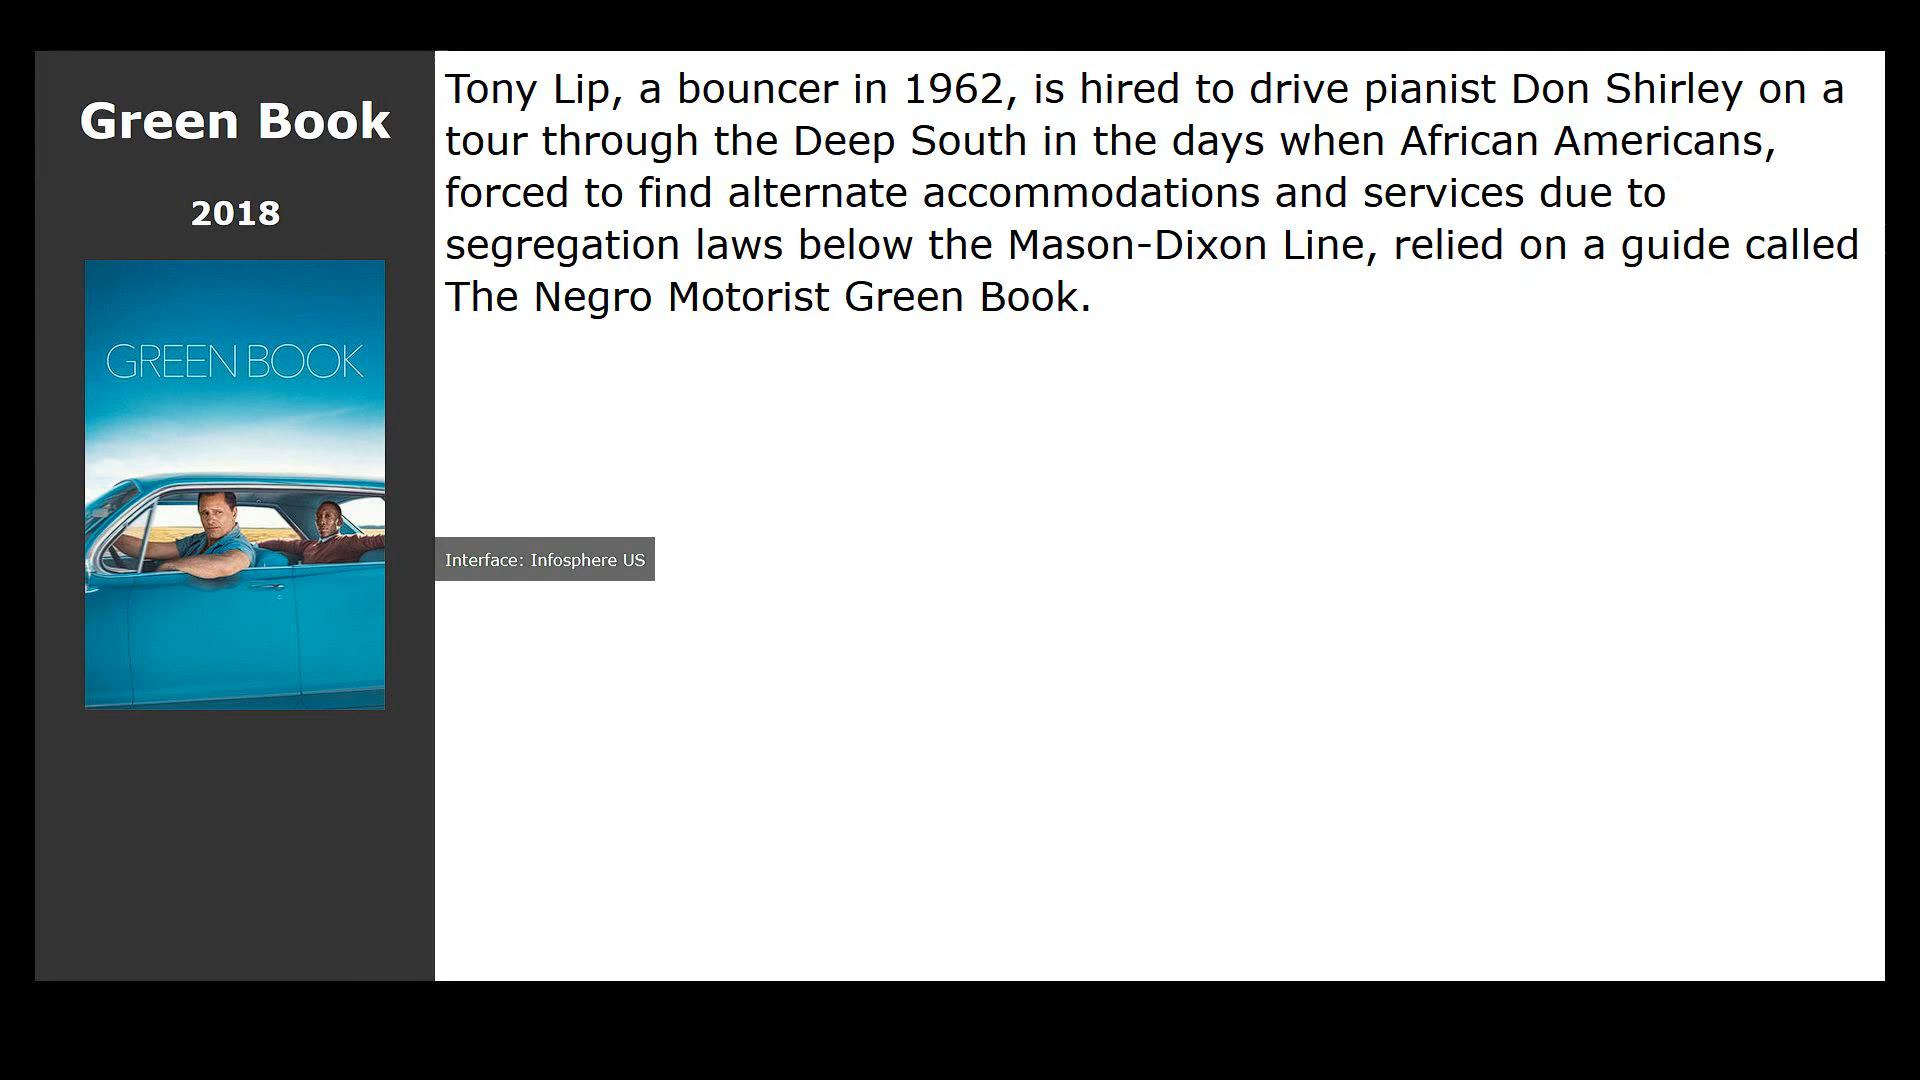 Green Book
2018
GREEN BOOK
Tony Lip, a bouncer in 1962, is hired to drive pianist Don Shirley on a
tour through the Deep South in the days when African Americans,
forced to find alternate accommodations and services due to
segregation laws below the Mason-Dixon Line, relied on a guide called
The Negro Motorist Green Book.
Interface: Infosphere US